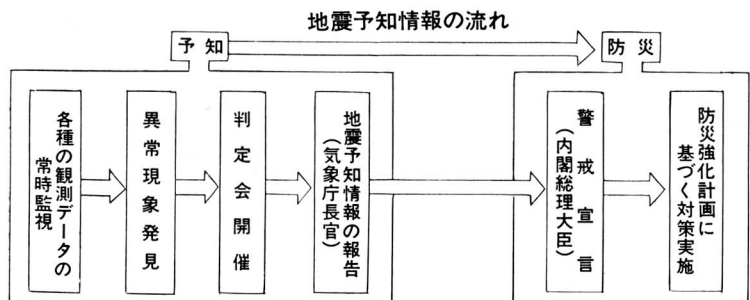 地震予知情報の流れ
予知
防災
各種の観測データの
常時監視
異常現象発見
判定会開催
地震予知情報の報告
(気象庁長官)
警戒宣言
(内閣総理大臣)
防災強化計画に
基づく対策実施